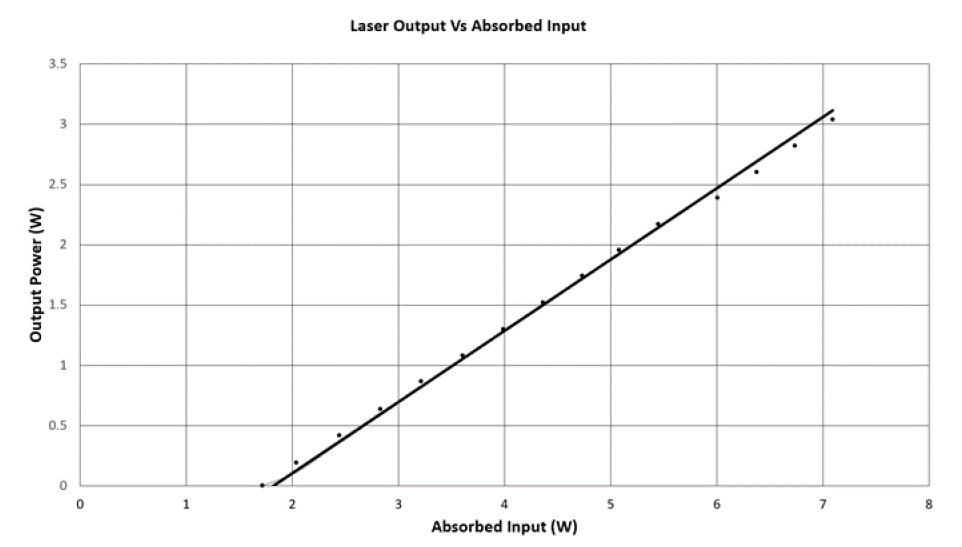 Laser Output Vs Absorbed Input
3.5
3
2.5
2
1.5
1
0.5
0
Output Power (W)
0 1 2 3 4 5 6 7 8
Absorbed Input (W)